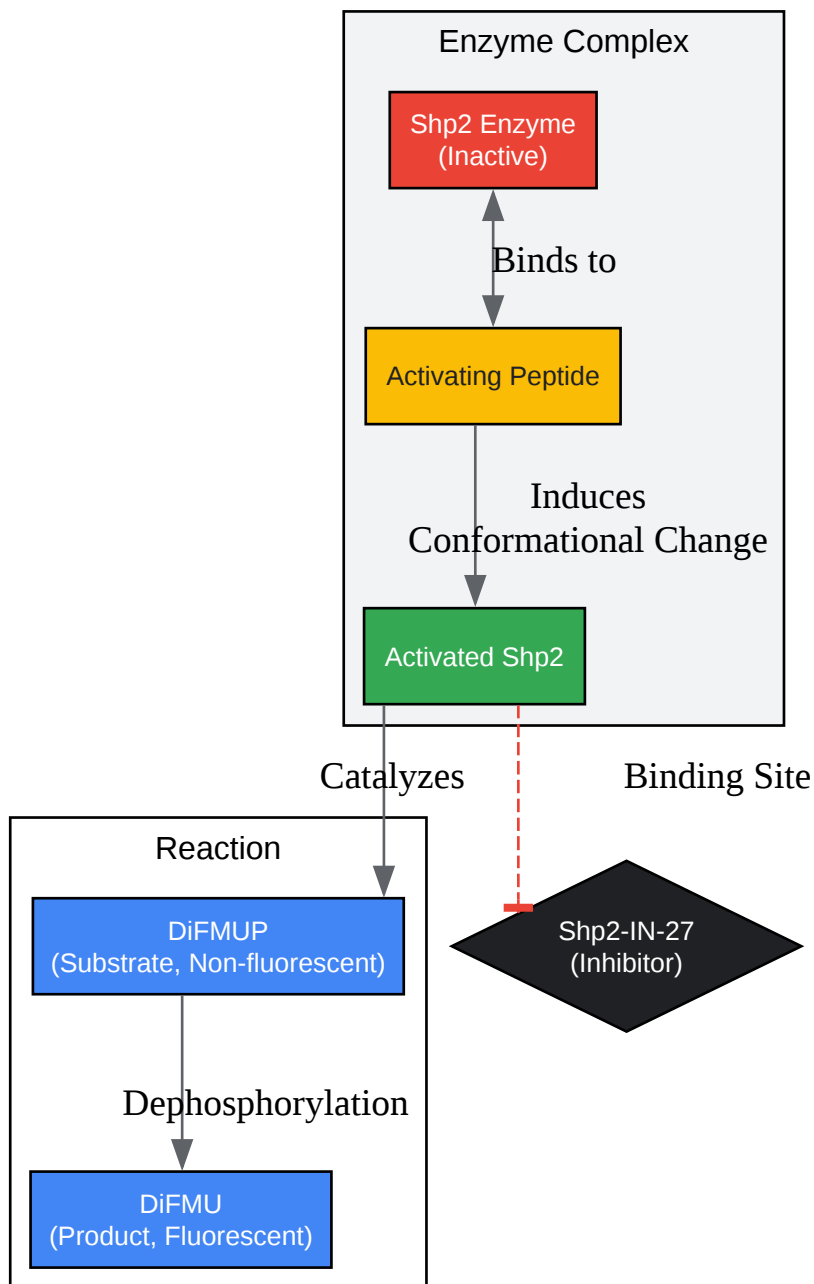 Enzyme Complex
Shp2 Enzyme
(Inactive)
Binds to
Activating Peptide
Induces
Conformational Change
Activated Shp2
Catalyzes
Binding Site
Reaction
DiFMUP
(Substrate, Non-fluorescent)
Shp2-IN-27
(Inhibitor)
Dephosphorylation
DiFMU
(Product, Fluorescent)